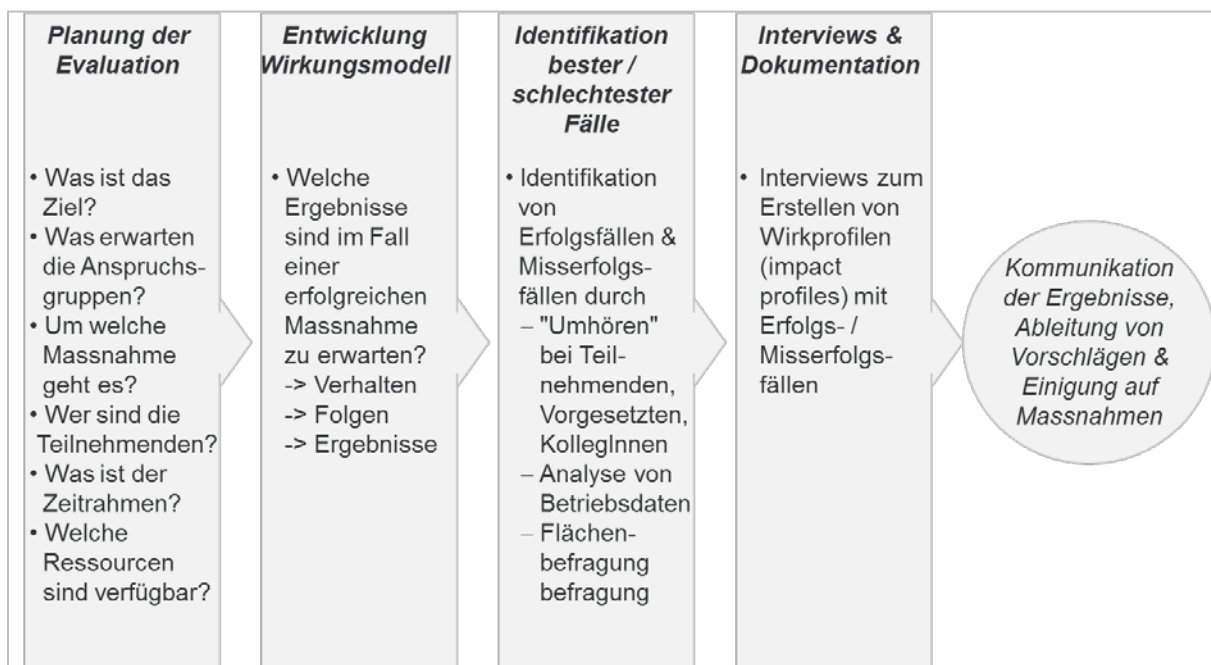 Planung der
Evaluation
• Was ist das
Ziel?
• Was erwarten
die Anspruchs-
gruppen?
• Um welche
Massnahme
geht es?
• Wer sind die
Teilnehmenden?
• Was ist der
Zeitrahmen?
• Welche
Ressourcen
sind verfügbar?
Entwicklung
Wirkungsmodell
• Welche
Ergebnisse
sind im Fall
einer
erfolgreichen
Massnahme
zu erwarten?
-> Verhalten
-> Folgen
-> Ergebnisse
Identifikation
bester /
schlechtester
Fälle
• Identifikation
von
Erfolgsfällen &
Misserfolgs-
fällen durch
– "Umhören"
bei Teil-
nehmenden,
Vorgesetzten,
KollegInnen
– Analyse von
Betriebsdaten
– Flächen-
befragung
befragung
Interviews &
Dokumentation
• Interviews zum
Erstellen von
Wirkprofilen
(impact
profiles) mit
Erfolgs- /
Misserfolgs-
fällen
Kommunikation
der Ergebnisse,
Ableitung von
Vorschlägen &
Einigung auf
Massnahmen